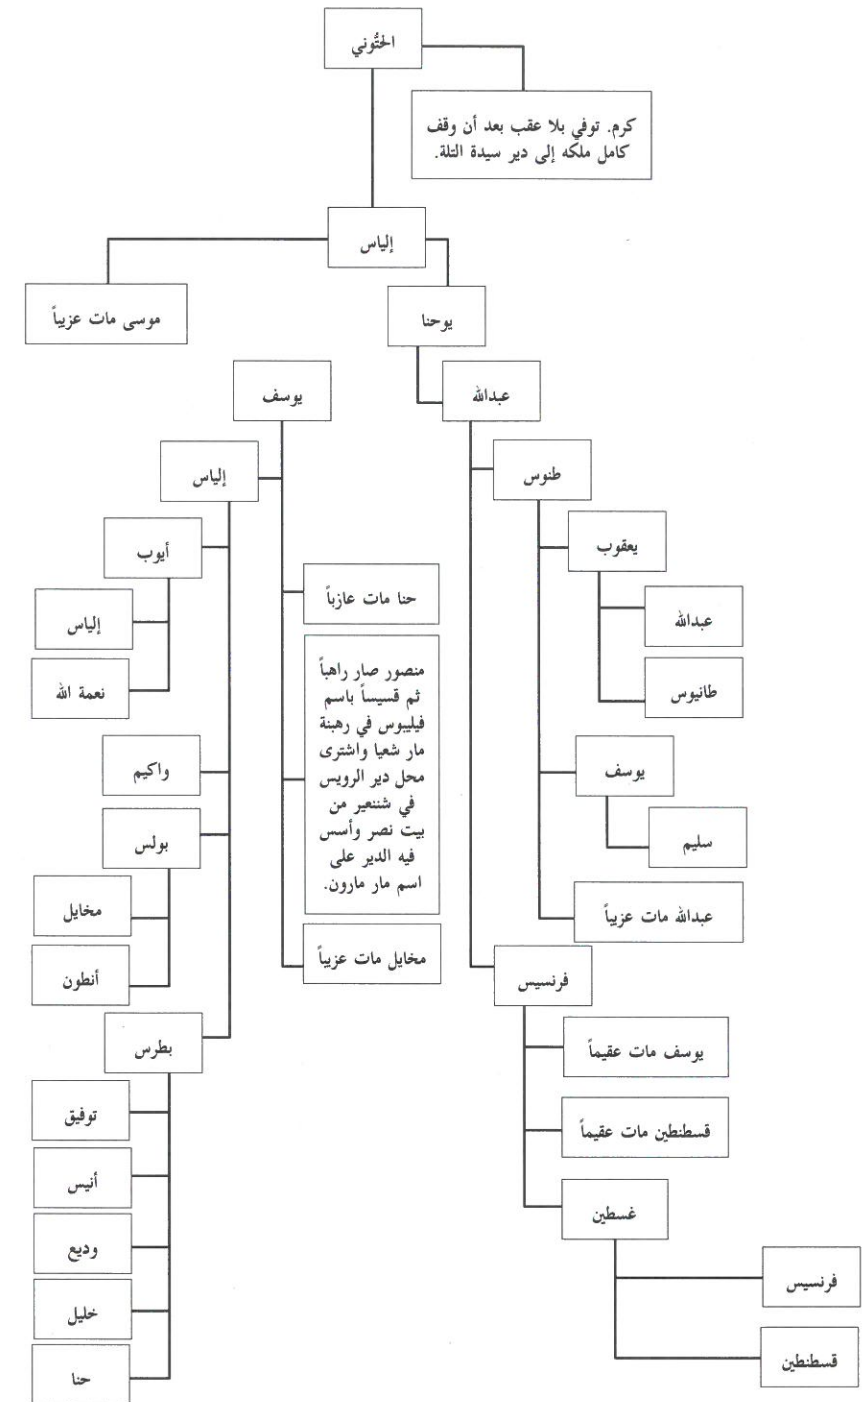 الحتُّوني
كرم. توفي بلا عقب بعد أن وقف
كامل ملكه إلى دير سيدة التلة.
إلياس
موسى مات عزيباً
يوحنا
عبدالله
طنوس
يعقوب
عبدالله
طانيوس
يوسف
سليم
عبدالله مات عزيباً
فرنسيس
يوسف مات عقيماً
قسطنطين مات عقيماً
غسطين
فرنسيس
قسطنطين
يوسف
إلياس
أيوب
إلياس
نعمة الله
واكيم
بولس
مخايل
أنطون
بطرس
توفيق
أنيس
وديع
خليل
حنا
حنا مات عازباً
منصور صار راهباً
ثم قسيساً باسم
فيليبوس في رهبنة
مار شعيا واشترى
محل دير الرويس
في شننعير من
بيت نصر وأسس
فيه الدير على
اسم مار مارون.
مخايل مات عزيباً